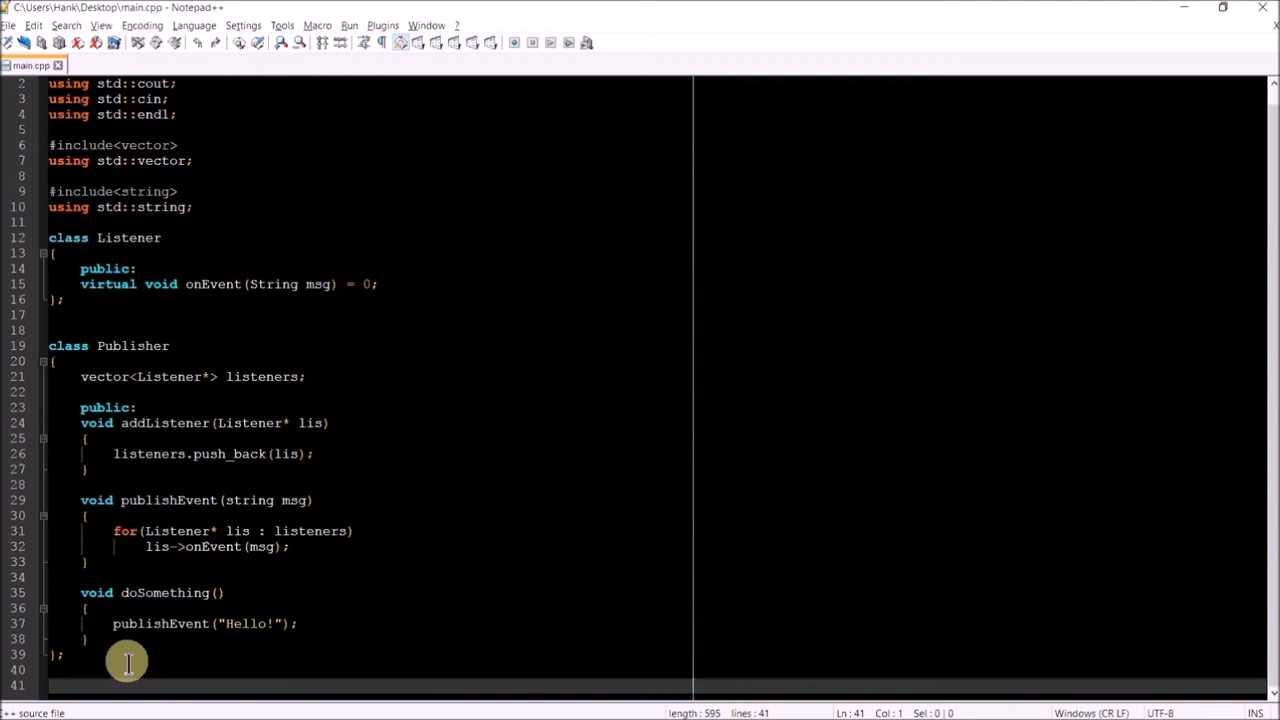 C:\Users\Hank\Desktop\main.cpp - Notepad++
File Edit Search View Encoding Language Settings Tools Macro Run Plugins Window ?
main.cpp
2 using std::cout;
3 using std::cin;
4 using std::endl;
5
6 #include<vector>
7 using std::vector;
8
9 #include<string>
10 using std::string;
11
12 class Listener
13 {
14 public:
15 virtual void onEvent(String msg) = 0;
16 };
17
18
19 class Publisher
20 {
21 vector<Listener*> listeners;
22
23 public:
24 void addListener(Listener* lis)
25 {
26 listeners.push_back(lis);
27 }
28
29 void publishEvent(string msg)
30 {
31 for(Listener* lis : listeners)
32 lis->onEvent(msg);
33 }
34
35 void doSomething()
36 {
37 publishEvent("Hello!");
38 }
39 };
40
41
++ source file length : 595 lines : 41 Ln : 41 Col : 1 Sel : 0 | 0 Windows (CR LF) UTF-8 INS